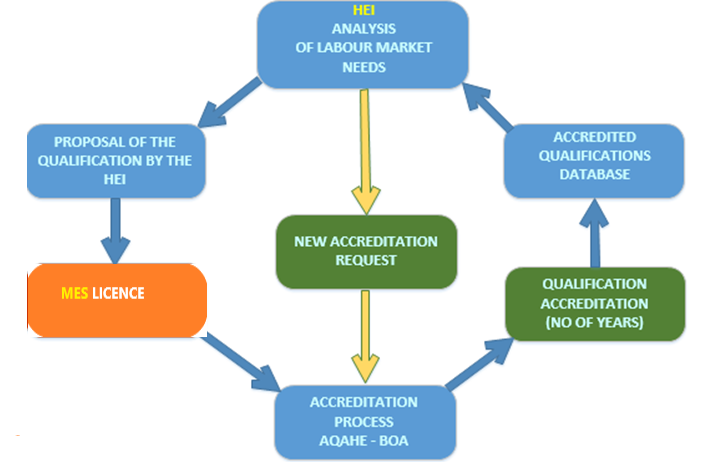 HEI
ANALYSIS
OF LABOUR MARKET
NEEDS
PROPOSAL OF THE
QUALIFICATION BY THE
HEI
ACCREDITED
QUALIFICATIONS
DATABASE
NEW ACCREDITATION
REQUEST
MES LICENCE
QUALIFICATION
ACCREDITATION
(NO OF YEARS)
ACCREDITATION
PROCESS
AQAHE - BOA